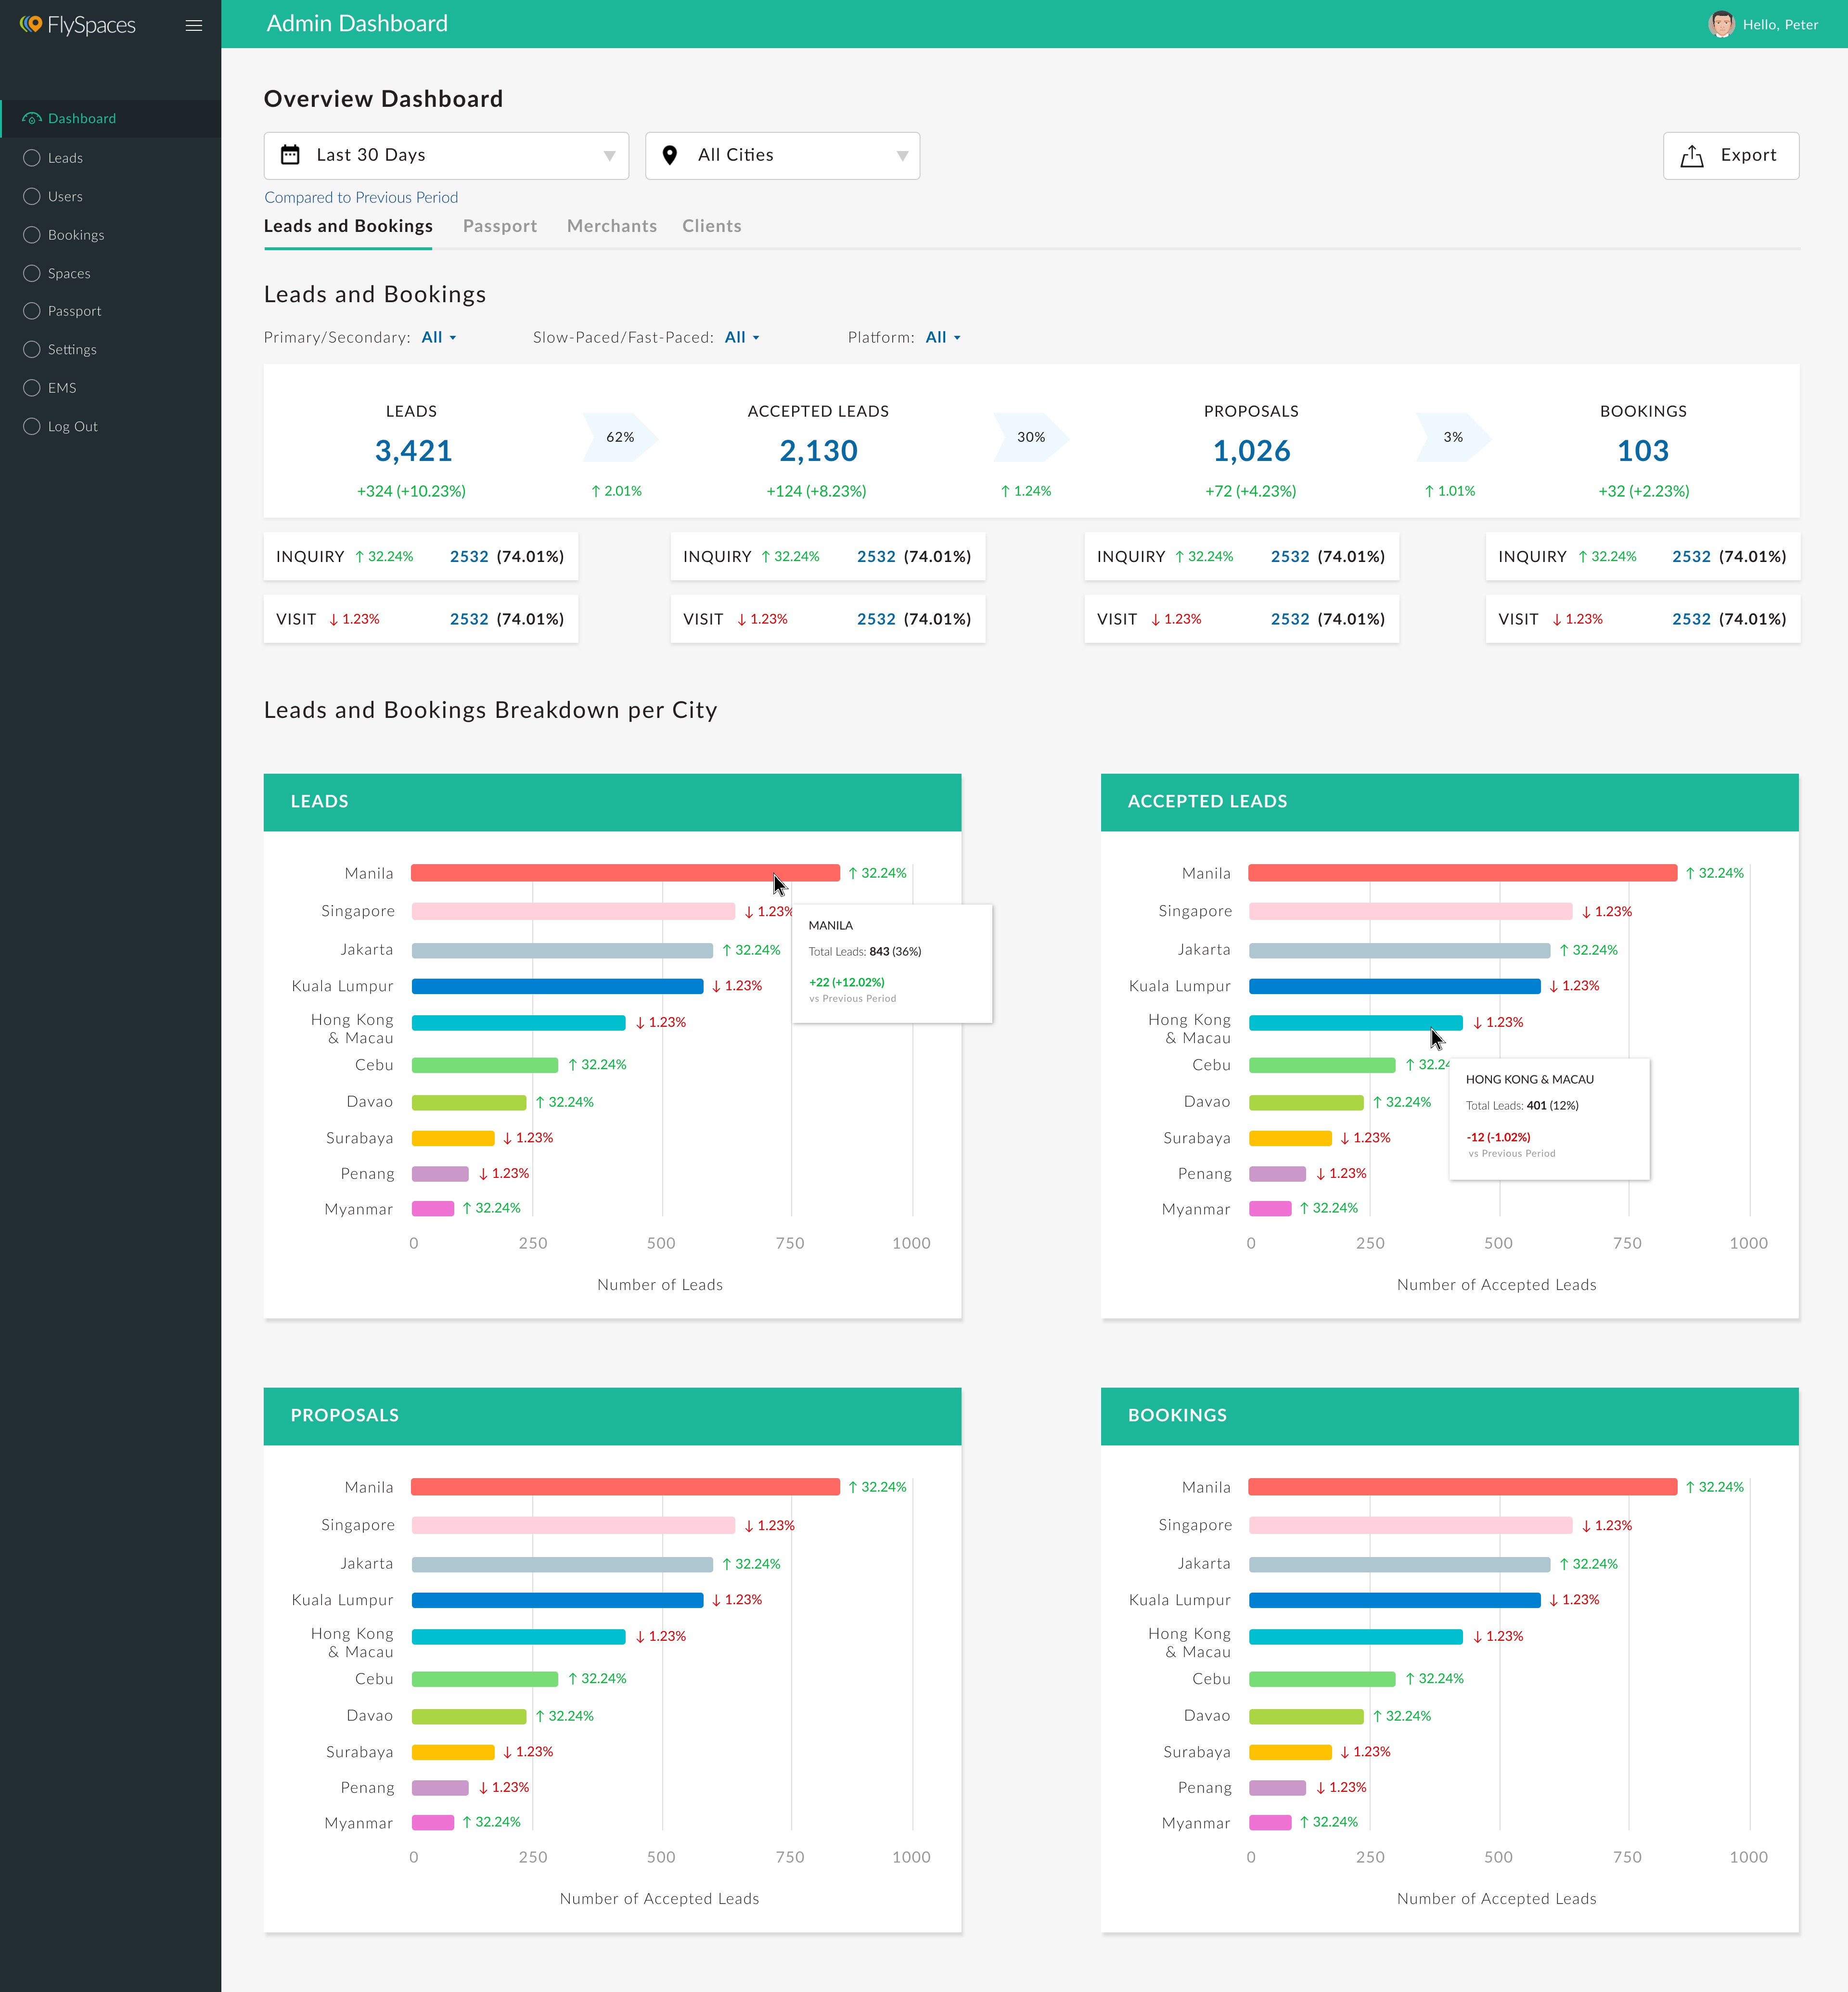 FlySpaces
Admin Dashboard
Hello, Peter
Dashboard
Leads
Users
Bookings
Spaces
Passport
Settings
EMS
Log Out
Overview Dashboard
Last 30 Days
All Cities
Export
Compared to Previous Period
Leads and Bookings Passport Merchants Clients
Leads and Bookings
Primary/Secondary: All Slow-Paced/Fast-Paced: All Platform: All
LEADS
3,421
+324 (+10.23%)
62%
↑ 2.01%
ACCEPTED LEADS
2,130
+124 (+8.23%)
30%
↑ 1.24%
PROPOSALS
1,026
+72 (+4.23%)
3%
↑ 1.01%
BOOKINGS
103
+32 (+2.23%)
INQUIRY ↑ 32.24% 2532 (74.01%)
INQUIRY ↑ 32.24% 2532 (74.01%)
INQUIRY ↑ 32.24% 2532 (74.01%)
INQUIRY ↑ 32.24% 2532 (74.01%)
VISIT ↓ 1.23% 2532 (74.01%)
VISIT ↓ 1.23% 2532 (74.01%)
VISIT ↓ 1.23% 2532 (74.01%)
VISIT ↓ 1.23% 2532 (74.01%)
Leads and Bookings Breakdown per City
LEADS
Manila ↑ 32.24%
Singapore ↓ 1.23%
Jakarta ↑ 32.24%
Kuala Lumpur ↓ 1.23%
Hong Kong
& Macau ↓ 1.23%
Cebu ↑ 32.24%
Davao ↑ 32.24%
Surabaya ↓ 1.23%
Penang ↓ 1.23%
Myanmar ↑ 32.24%
0 250 500 750 1000
Number of Leads
MANILA
Total Leads: 843 (36%)
+22 (+12.02%)
vs Previous Period
ACCEPTED LEADS
Manila ↑ 32.24%
Singapore ↓ 1.23%
Jakarta ↑ 32.24%
Kuala Lumpur ↓ 1.23%
Hong Kong
& Macau ↓ 1.23%
Cebu ↑ 32.24
Davao ↑ 32.24%
Surabaya ↓ 1.23%
Penang ↓ 1.23%
Myanmar ↑ 32.24%
0 250 500 750 1000
Number of Accepted Leads
HONG KONG & MACAU
Total Leads: 401 (12%)
-12 (-1.02%)
vs Previous Period
PROPOSALS
Manila ↑ 32.24%
Singapore ↓ 1.23%
Jakarta ↑ 32.24%
Kuala Lumpur ↓ 1.23%
Hong Kong
& Macau ↓ 1.23%
Cebu ↑ 32.24%
Davao ↑ 32.24%
Surabaya ↓ 1.23%
Penang ↓ 1.23%
Myanmar ↑ 32.24%
0 250 500 750 1000
Number of Accepted Leads
BOOKINGS
Manila ↑ 32.24%
Singapore ↓ 1.23%
Jakarta ↑ 32.24%
Kuala Lumpur ↓ 1.23%
Hong Kong
& Macau ↓ 1.23%
Cebu ↑ 32.24%
Davao ↑ 32.24%
Surabaya ↓ 1.23%
Penang ↓ 1.23%
Myanmar ↑ 32.24%
0 250 500 750 1000
Number of Accepted Leads